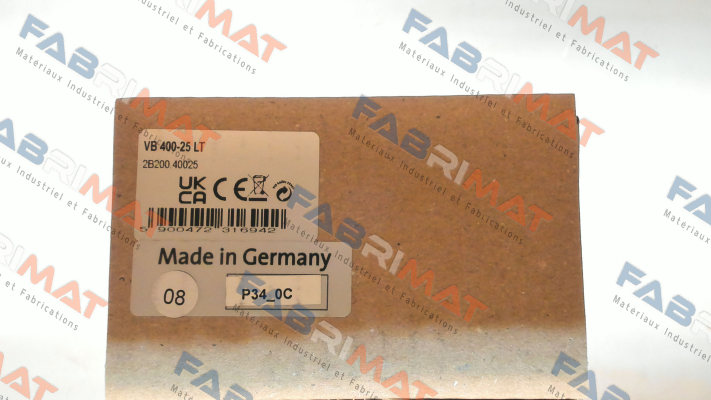 VB 400-25 LT
2B200 40025
UK
CA
CE
5 900472 316942
Made in Germany
08
P34_0C
FABRIMAT
Materiaux Industriel et Fabrications